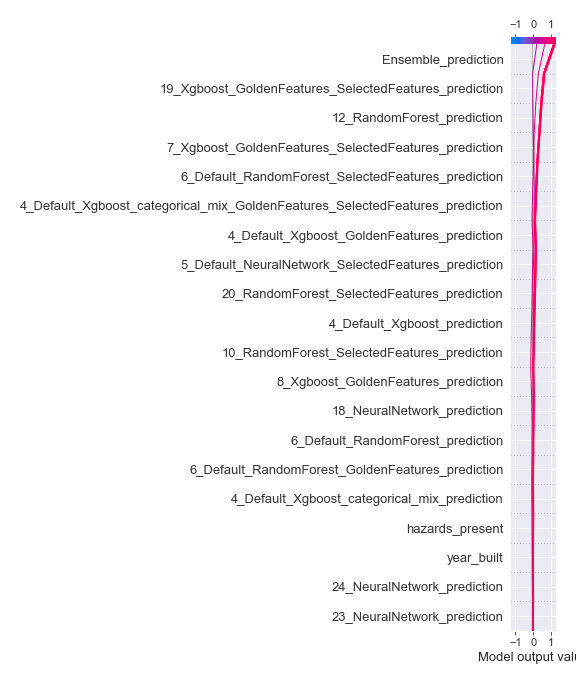 −1 0 1
Ensemble_prediction
19_Xgboost_GoldenFeatures_SelectedFeatures_prediction
12_RandomForest_prediction
7_Xgboost_GoldenFeatures_SelectedFeatures_prediction
6_Default_RandomForest_SelectedFeatures_prediction
4_Default_Xgboost_categorical_mix_GoldenFeatures_SelectedFeatures_prediction
4_Default_Xgboost_GoldenFeatures_prediction
5_Default_NeuralNetwork_SelectedFeatures_prediction
20_RandomForest_SelectedFeatures_prediction
4_Default_Xgboost_prediction
10_RandomForest_SelectedFeatures_prediction
8_Xgboost_GoldenFeatures_prediction
18_NeuralNetwork_prediction
6_Default_RandomForest_prediction
6_Default_RandomForest_GoldenFeatures_prediction
4_Default_Xgboost_categorical_mix_prediction
hazards_present
year_built
24_NeuralNetwork_prediction
23_NeuralNetwork_prediction
−1 0 1
Model output valu